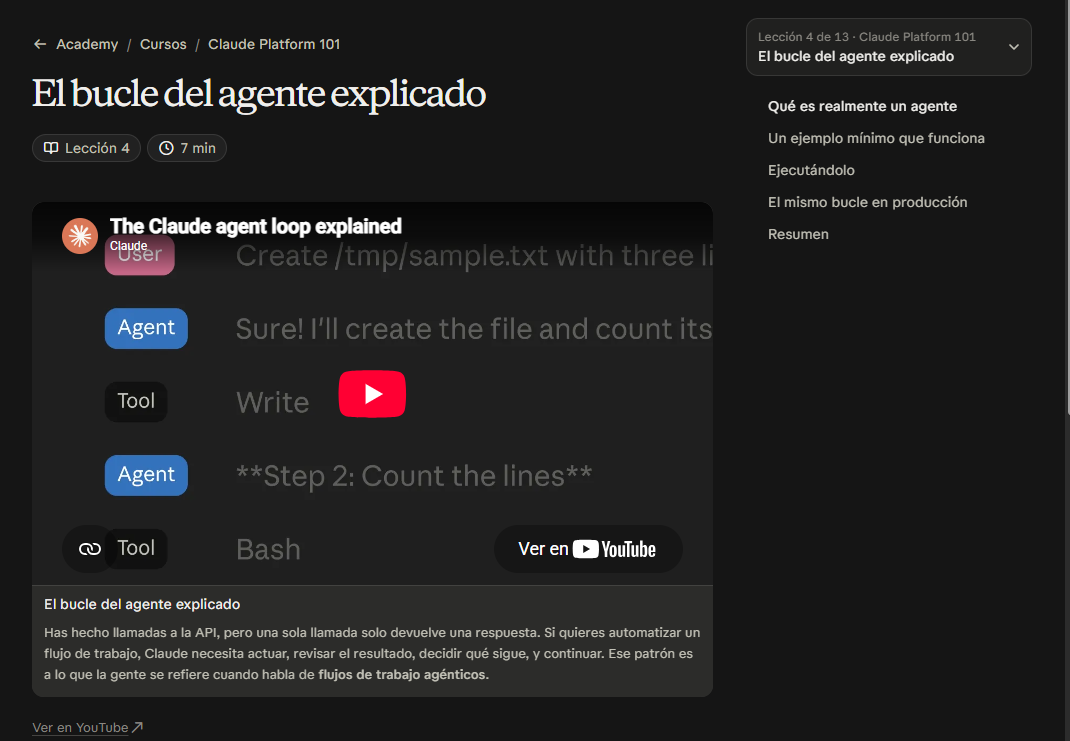 ← Academy / Cursos / Claude Platform 101
El bucle del agente explicado
Lección 4
7 min
The Claude agent loop explained
Claude
User
Create /tmp/sample.txt with three li
Agent
Sure! I'll create the file and count its
Tool
Write
Agent
**Step 2: Count the lines**
Tool
Bash
Ver en YouTube
El bucle del agente explicado
Has hecho llamadas a la API, pero una sola llamada solo devuelve una respuesta. Si quieres automatizar un
flujo de trabajo, Claude necesita actuar, revisar el resultado, decidir qué sigue, y continuar. Ese patrón es
a lo que la gente se refiere cuando habla de flujos de trabajo agénticos.
Ver en YouTube
Lección 4 de 13 · Claude Platform 101
El bucle del agente explicado
Qué es realmente un agente
Un ejemplo mínimo que funciona
Ejecutándolo
El mismo bucle en producción
Resumen